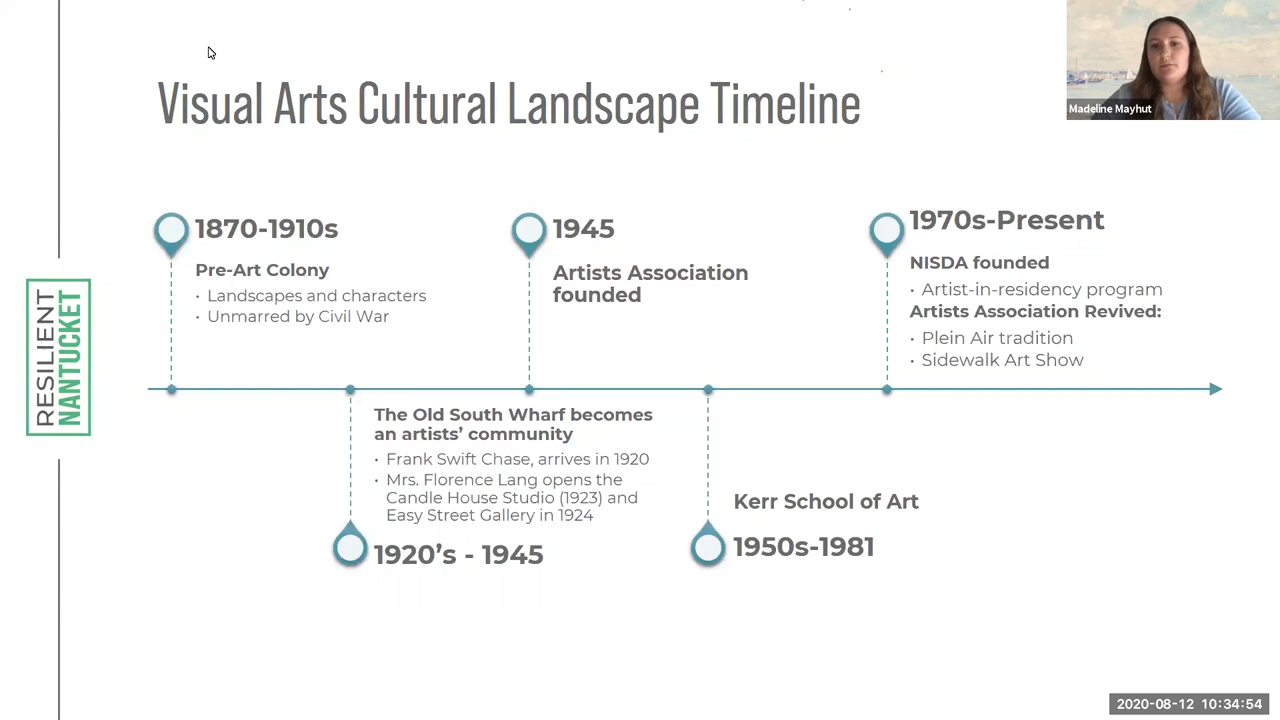 Visual Arts Cultural Landscape Timeline
Madeline Mayhut
RESILIENT
NANTUCKET
1870-1910s
Pre-Art Colony
• Landscapes and characters
• Unmarred by Civil War
The Old South Wharf becomes
an artists’ community
• Frank Swift Chase, arrives in 1920
• Mrs. Florence Lang opens the
Candle House Studio (1923) and
Easy Street Gallery in 1924
1920’s - 1945
1945
Artists Association
founded
Kerr School of Art
1950s-1981
1970s-Present
NISDA founded
• Artist-in-residency program
Artists Association Revived:
• Plein Air tradition
• Sidewalk Art Show
2020-08-12 10:34:54